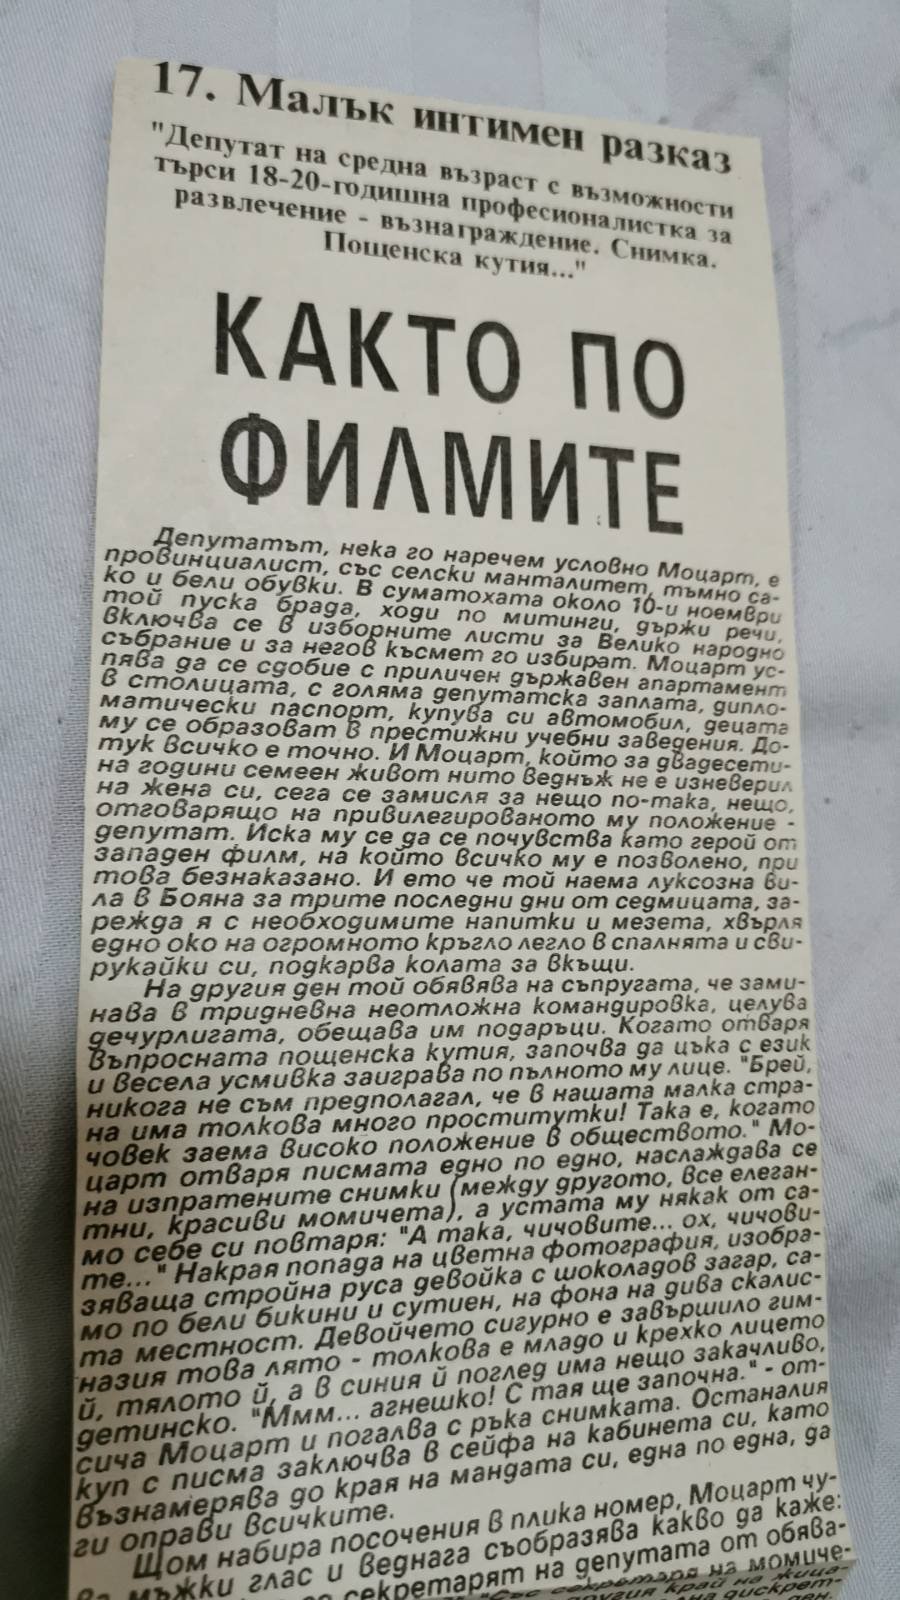 17. Малък интимен разказ
"Депутат на средна възраст с възможности
търси 18-20-годишна професионалистка за
развлечение - възнаграждение. Снимка.
Пощенска кутия..."
КАКТО ПО
ФИЛМИТЕ
Депутатът, нека го наречем условно Моцарт, е
провинциалист, със селски манталитет, тъмно са-
ко и бели обувки. В суматохата около 10-и ноември
той пуска брада, ходи по митинги, държи речи,
включва се в изборните листи за Велико народно
събрание и за негов късмет го избират. Моцарт ус-
пява да се сдобие с приличен държавен апартамент
в столицата, с голяма депутатска заплата, дипло-
матически паспорт, купува си автомобил, децата
му се образоват в престижни учебни заведения. До-
тук всичко е точно. И Моцарт, който за двадесети-
на години семеен живот нито веднъж не е изневерил
на жена си, сега се замисля за нещо по-така, нещо,
отговарящо на привилегированото му положение -
депутат. Иска му се да се почувства като герой от
западен филм, на който всичко му е позволено, при
това безнаказано. И ето че той наема луксозна ви-
ла в Бояна за трите последни дни от седмицата, за-
режда я с необходимите напитки и мезета, хвърля
едно око на огромното кръгло легло в спалнята и сви-
рукайки си, подкарва колата за вкъщи.
На другия ден той обявява на съпругата, че зами-
нава в тридневна неотложна командировка, целува
дечурлигата, обещава им подаръци. Когато отваря
въпросната пощенска кутия, започва да цъка с език
и весела усмивка заиграва по пълното му лице. "Брей,
никога не съм предполагал, че в нашата малка стра-
на има толкова много проститутки! Така е, когато
човек заема високо положение в обществото." Мо-
царт отваря писмата едно по едно, наслаждава се
на изпратените снимки (между другото, все елеган-
тни, красиви момичета), а устата му някак от са-
мо себе си повтаря: "А така, чичовите... ох, чичови-
те..." Накрая попада на цветна фотография, изобра-
зяваща стройна руса девойка с шоколадов загар, са-
мо по бели бикини и сутиен, на фона на дива скалис-
та местност. Девойчето сигурно е завършило гим-
назия това лято - толкова е младо и крехко лицето
й, тялото й, а в синия й поглед има нещо закачливо,
детинско. "Ммм... агнешко! С тая ще започна." - от-
сича Моцарт и погалва с ръка снимката. Останалия
куп с писма заключва в сейфа на кабинета си, като
възнамерява до края на мандата си, една по една, да
ги оправи всичките.
Щом набира посочения в плика номер, Моцарт чу-
ва мъжки глас и веднага съобразява какво да каже:
секретарят на депутата от обява-
"Със секретаря на момиче-
другия край на жица-
дискрет-
ден.